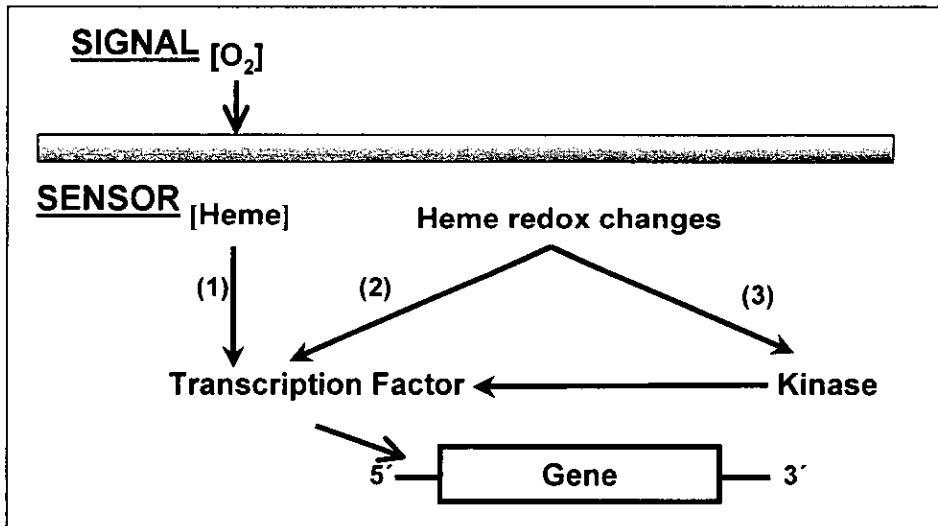 SIGNAL [O₂]
SENSOR [Heme]
Heme redox changes
(1)
(2)
(3)
Transcription Factor
Kinase
5´
Gene
3´